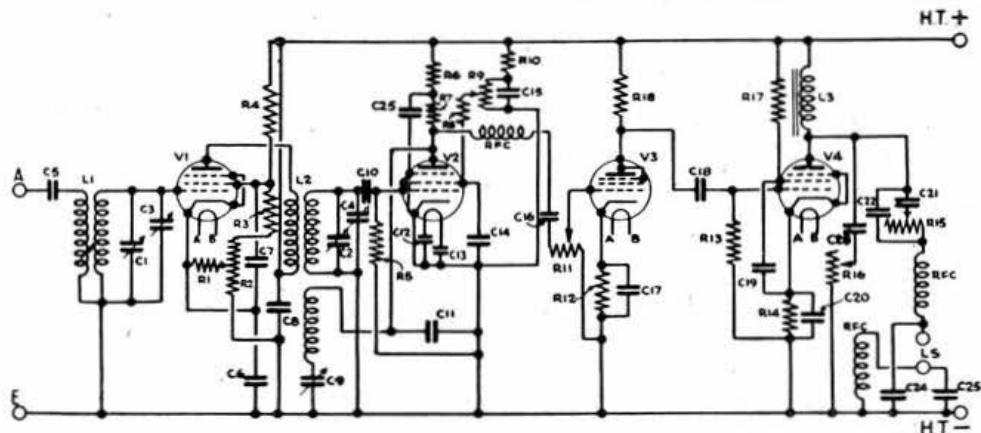 H.T.+
R10
R6
R9
R4
R7
C15
R18
R17
L3
C25
R8
V1
V2
RFC
V3
V4
A
C5
L1
L2
C10
C18
C22
C21
C3
R3
C4
C16
R15
A B
A B
A B
C12
C14
R11
R13
C23
C1
C7
C2
C13
R16
R1
R2
R5
C19
RFC
R12
C17
C20
C8
C11
R14
RFC
LS
C6
C9
C24
C25
E
H.T.-